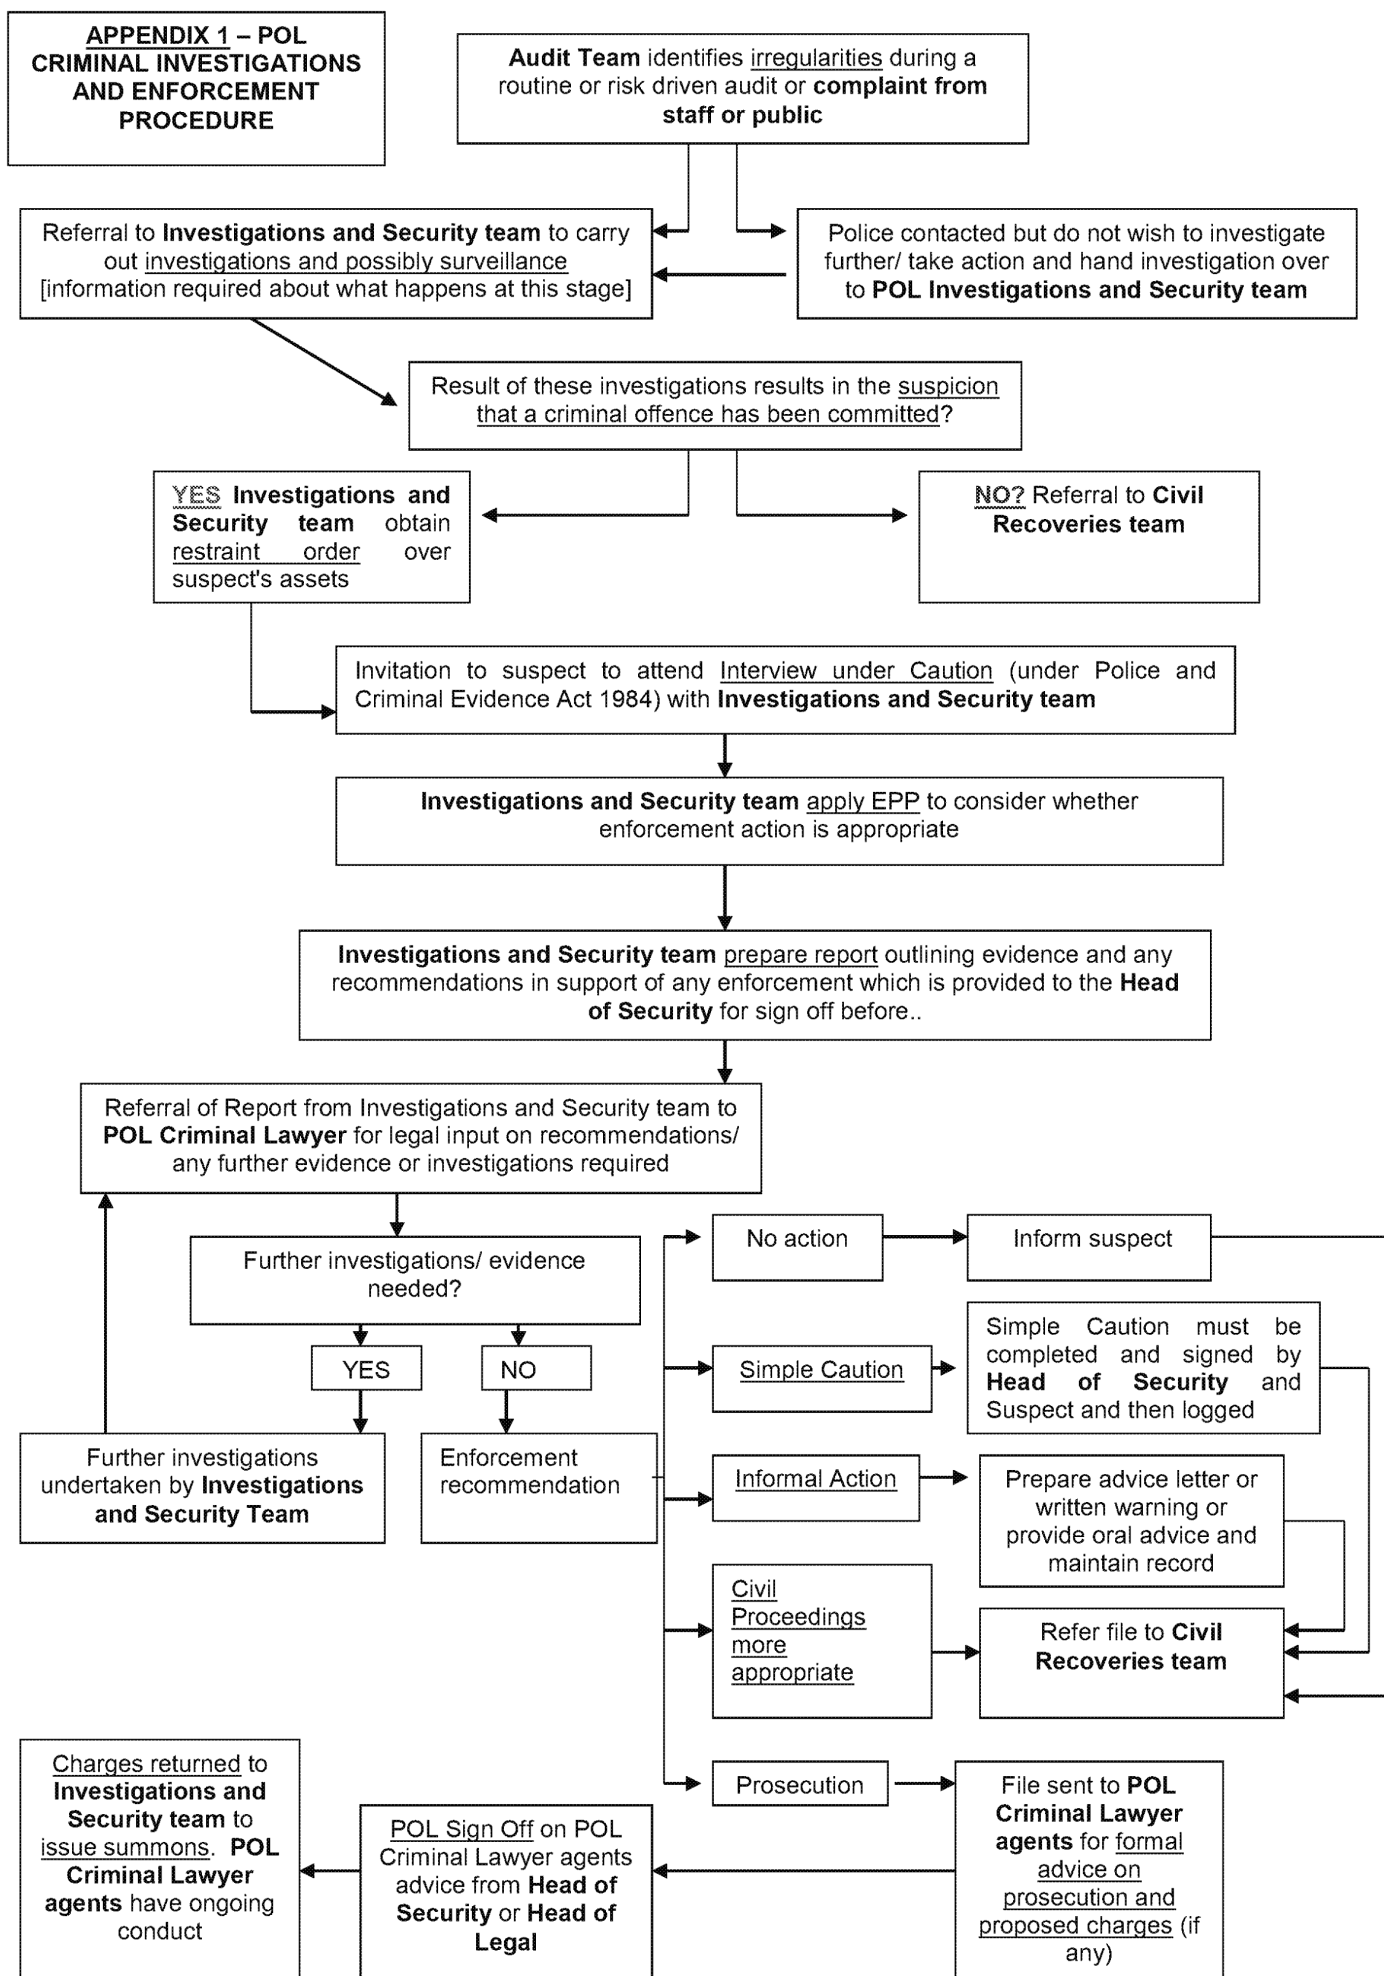 APPENDIX 1 – POL
CRIMINAL INVESTIGATIONS
AND ENFORCEMENT
PROCEDURE
Audit Team identifies irregularities during a
routine or risk driven audit or complaint from
staff or public
Referral to Investigations and Security team to carry
out investigations and possibly surveillance
[information required about what happens at this stage]
Police contacted but do not wish to investigate
further/ take action and hand investigation over
to POL Investigations and Security team
Result of these investigations results in the suspicion
that a criminal offence has been committed?
YES Investigations and
Security team obtain
restraint order over
suspect's assets
NO? Referral to Civil
Recoveries team
Invitation to suspect to attend Interview under Caution (under Police and
Criminal Evidence Act 1984) with Investigations and Security team
Investigations and Security team apply EPP to consider whether
enforcement action is appropriate
Investigations and Security team prepare report outlining evidence and any
recommendations in support of any enforcement which is provided to the Head
of Security for sign off before..
Referral of Report from Investigations and Security team to
POL Criminal Lawyer for legal input on recommendations/
any further evidence or investigations required
Further investigations/ evidence
needed?
YES
NO
Further investigations
undertaken by Investigations
and Security Team
Enforcement
recommendation
No action
Inform suspect
Simple Caution
Simple Caution must be
completed and signed by
Head of Security and
Suspect and then logged
Informal Action
Prepare advice letter or
written warning or
provide oral advice and
maintain record
Civil
Proceedings
more
appropriate
Refer file to Civil
Recoveries team
Prosecution
File sent to POL
Criminal Lawyer
agents for formal
advice on
prosecution and
proposed charges (if
any)
POL Sign Off on POL
Criminal Lawyer agents
advice from Head of
Security or Head of
Legal
Charges returned to
Investigations and
Security team to
issue summons. POL
Criminal Lawyer
agents have ongoing
conduct